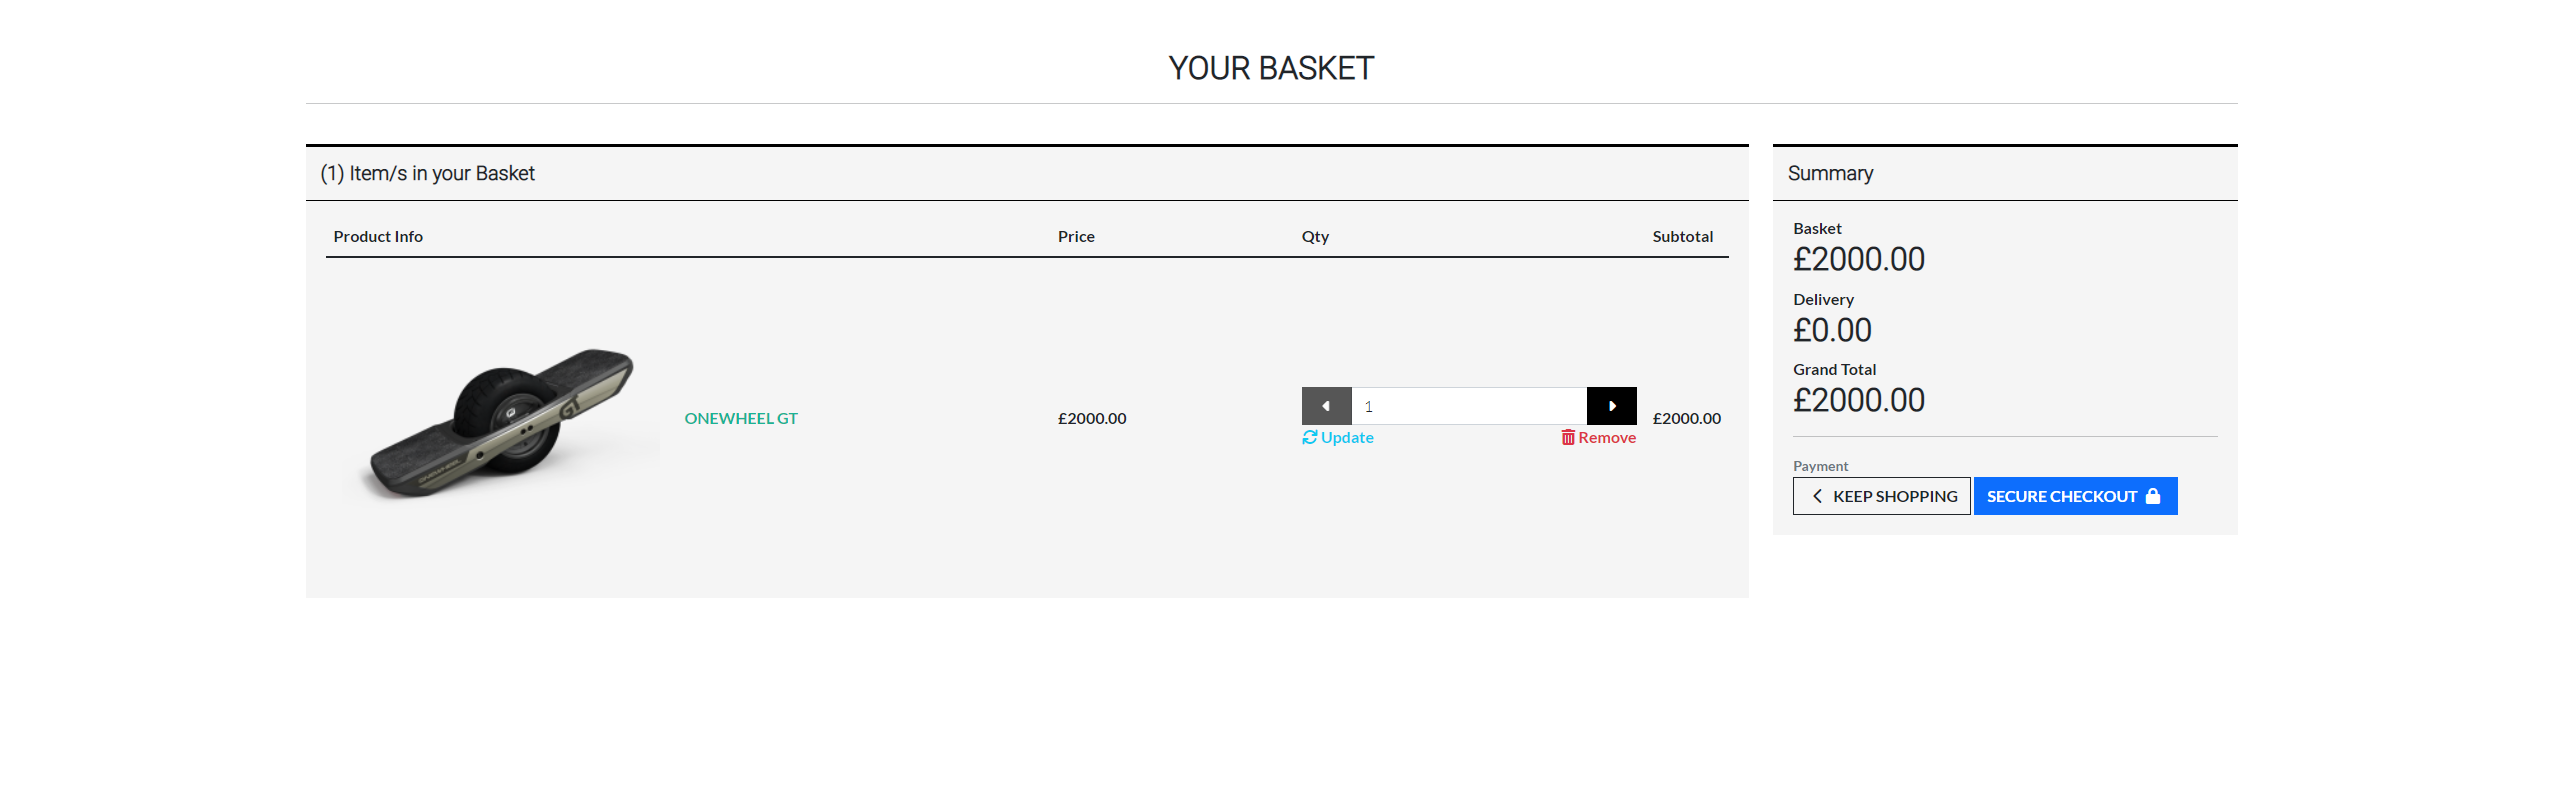 YOUR BASKET
(1) Item/s in your Basket
Product Info Price Qty Subtotal
GT
ONEWHEEL GT £2000.00 1 £2000.00
Update Remove
Summary
Basket
£2000.00
Delivery
£0.00
Grand Total
£2000.00
Payment
KEEP SHOPPING SECURE CHECKOUT